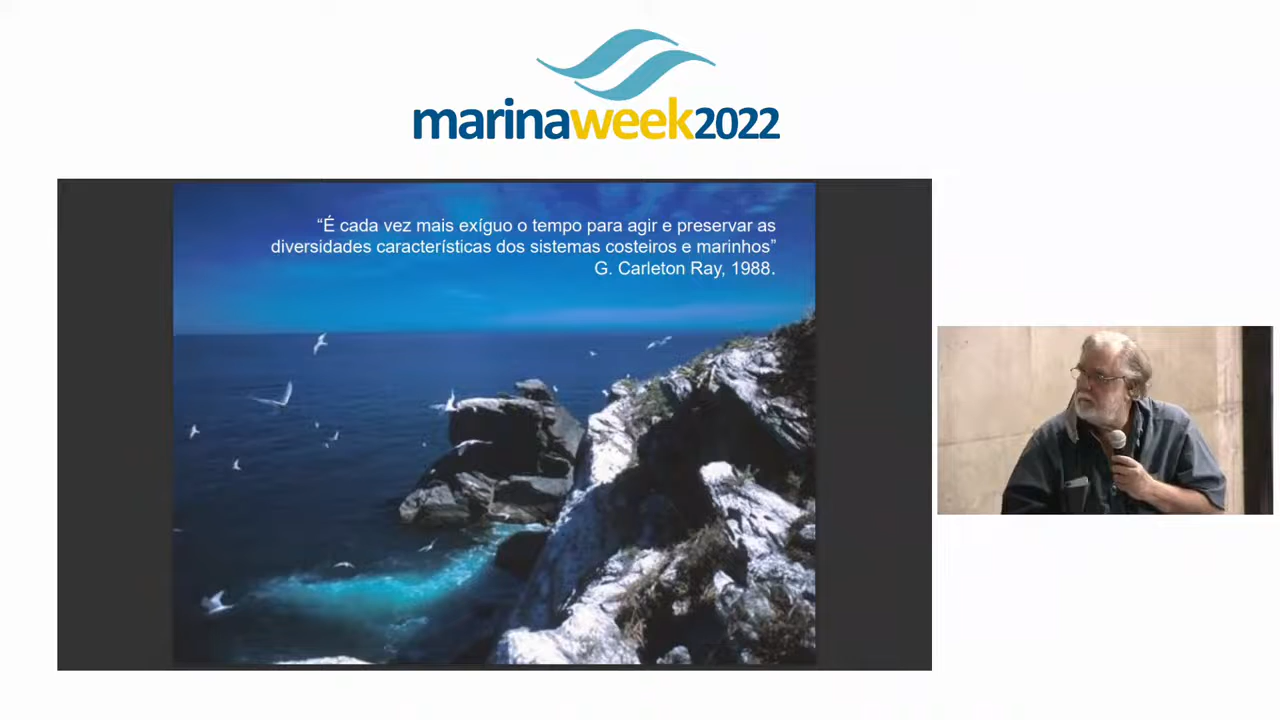 marinaweek2022
“É cada vez mais exíguo o tempo para agir e preservar as
diversidades características dos sistemas costeiros e marinhos”
G. Carleton Ray, 1988.